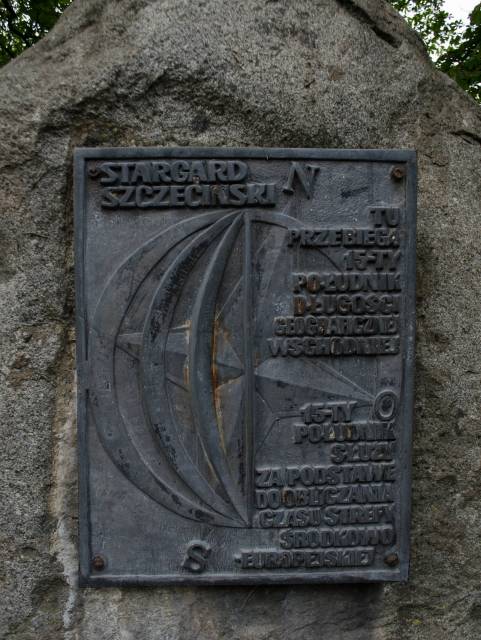 STARGARD
SZCZECIŃSKI
N
TU
PRZEBIEGA
15-TY
POŁUDNIK
DŁUGOŚCI
GEOGRAFICZNEJ
WSCHODNIEJ
O
15-TY
POŁUDNIK
SŁUŻY
ZA PODSTAWE
DO OBLICZANIA
CZASU STREFY
ŚRODKOWO
-EUROPEJSKIEJ
S